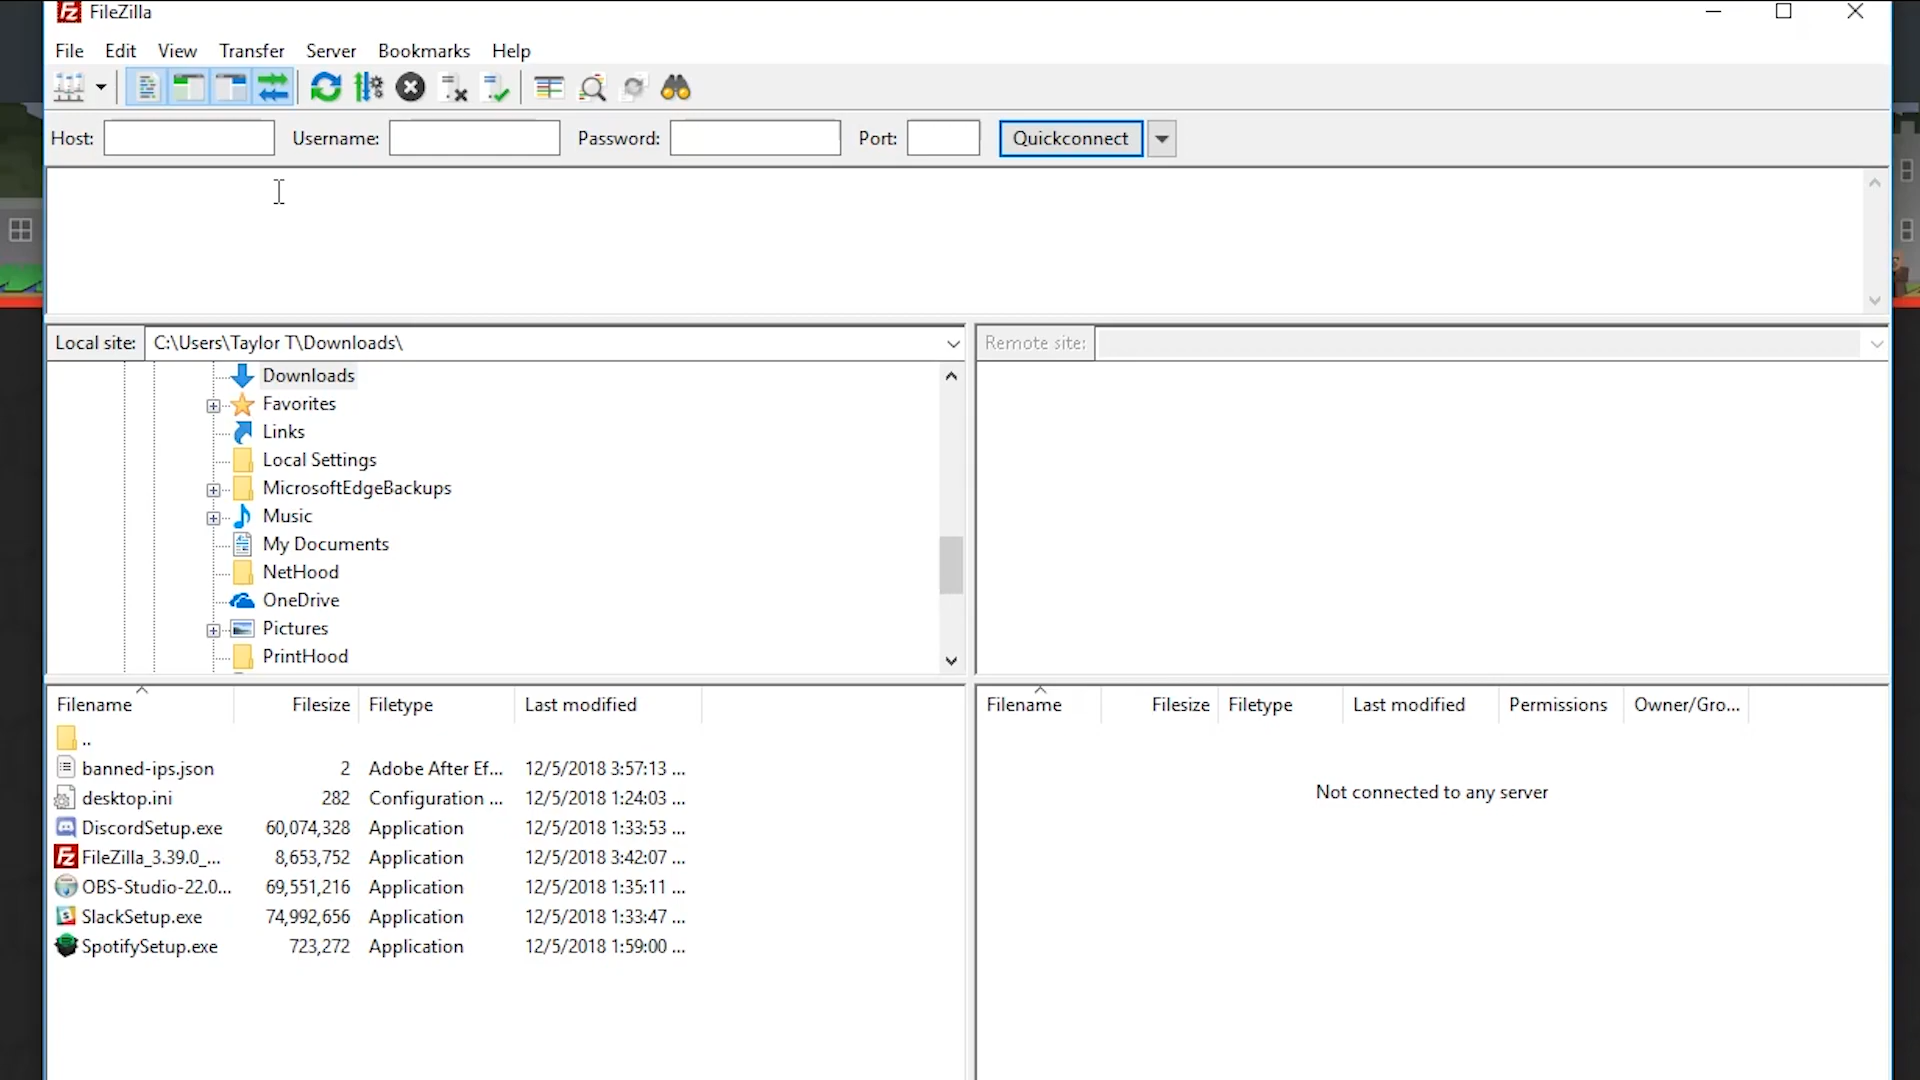 FileZilla
File Edit View Transfer Server Bookmarks Help
Host: Username: Password: Port: Quickconnect
Local site: C:\Users\Taylor T\Downloads\
Remote site:
Downloads
Favorites
Links
Local Settings
MicrosoftEdgeBackups
Music
My Documents
NetHood
OneDrive
Pictures
PrintHood
Filename Filesize Filetype Last modified
..
banned-ips.json 2 Adobe After Ef... 12/5/2018 3:57:13 ...
desktop.ini 282 Configuration ... 12/5/2018 1:24:03 ...
DiscordSetup.exe 60,074,328 Application 12/5/2018 1:33:53 ...
FileZilla_3.39.0_... 8,653,752 Application 12/5/2018 3:42:07 ...
OBS-Studio-22.0... 69,551,216 Application 12/5/2018 1:35:11 ...
SlackSetup.exe 74,992,656 Application 12/5/2018 1:33:47 ...
SpotifySetup.exe 723,272 Application 12/5/2018 1:59:00 ...
Filename Filesize Filetype Last modified Permissions Owner/Gro...
Not connected to any server